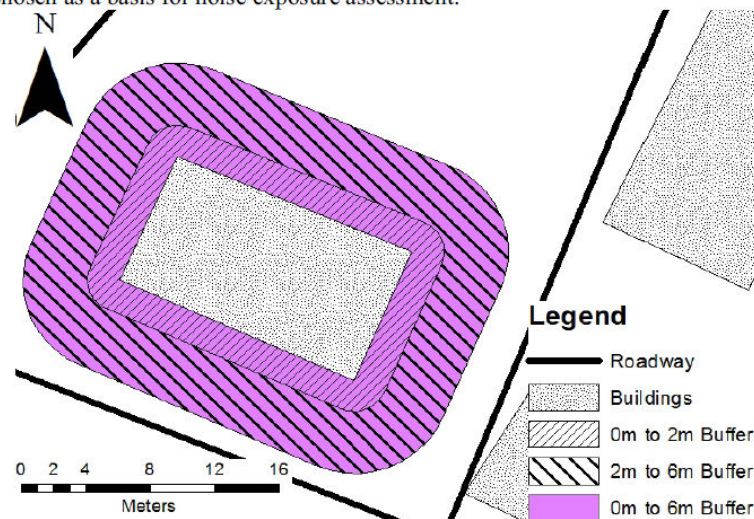 chosen as a basis for noise exposure assessment.
N
Legend
Roadway
Buildings
0m to 2m Buffer
2m to 6m Buffer
0m to 6m Buffer
0 2 4 8 12 16
Meters